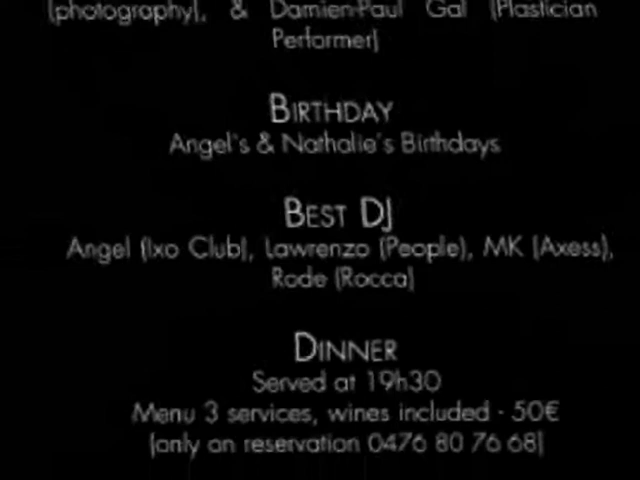 (photography), & Damien-Paul Gal (Plastician
Performer)
BIRTHDAY
Angel's & Nathalie's Birthdays
BEST DJ
Angel (Ixo Club), Lawrenzo (People), MK (Axess),
Rode (Rocca)
DINNER
Served at 19h30
Menu 3 services, wines included - 50€
(only on reservation 0476 80 76 68)